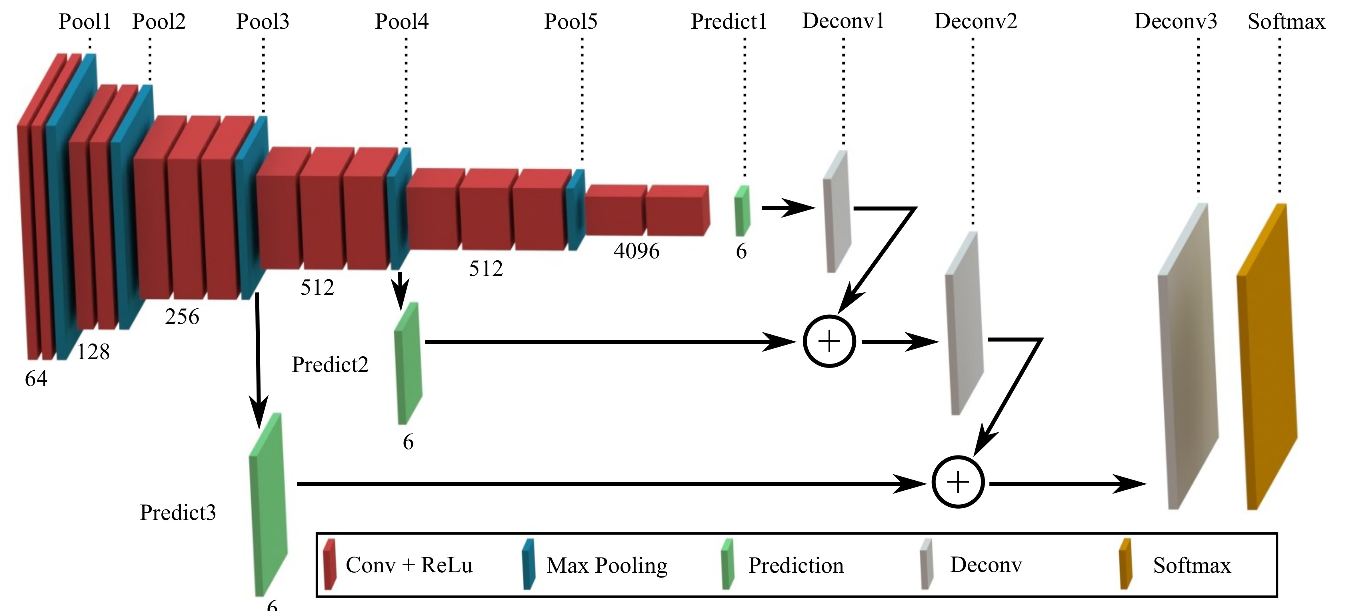 Pool1 Pool2 Pool3 Pool4 Pool5 Predict1 Deconv1 Deconv2 Deconv3 Softmax
64
128
256
512
512
4096
6
Predict2
6
Predict3
6
+
+
Conv + ReLu Max Pooling Prediction Deconv Softmax